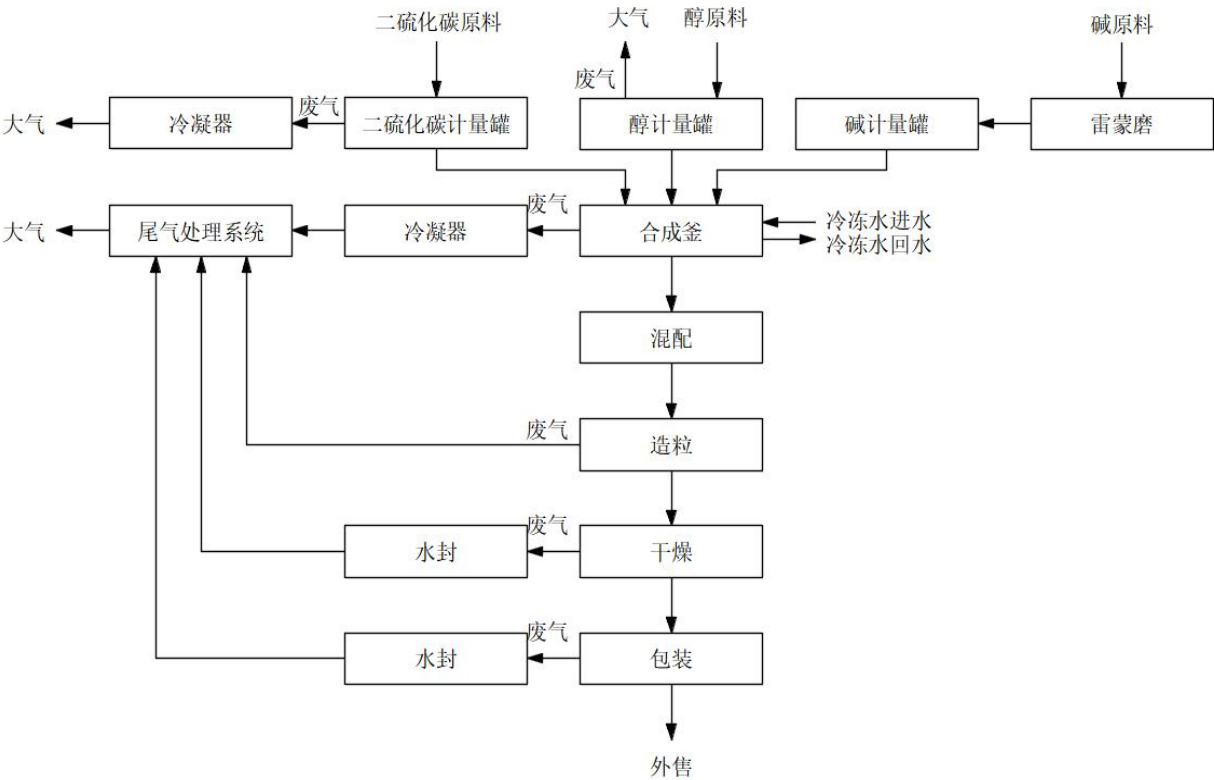 二硫化碳原料
大气
醇原料
碱原料
废气
废气
大气
冷凝器
二硫化碳计量罐
醇计量罐
碱计量罐
雷蒙磨
废气
大气
尾气处理系统
冷凝器
合成釜
冷冻水进水
冷冻水回水
混配
废气
造粒
废气
水封
干燥
废气
水封
包装
外售